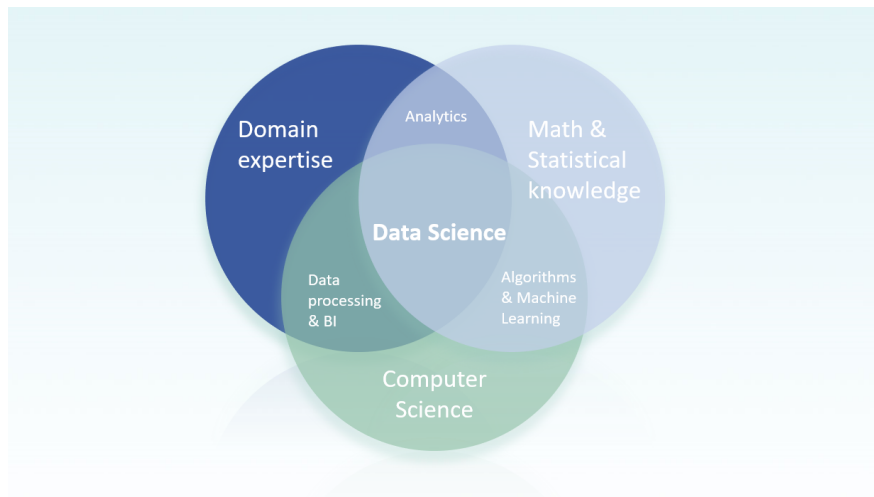 Analytics
Domain
expertise
Math &
Statistical
knowledge
Data Science
Data
processing
& BI
Algorithms
& Machine
Learning
Computer
Science